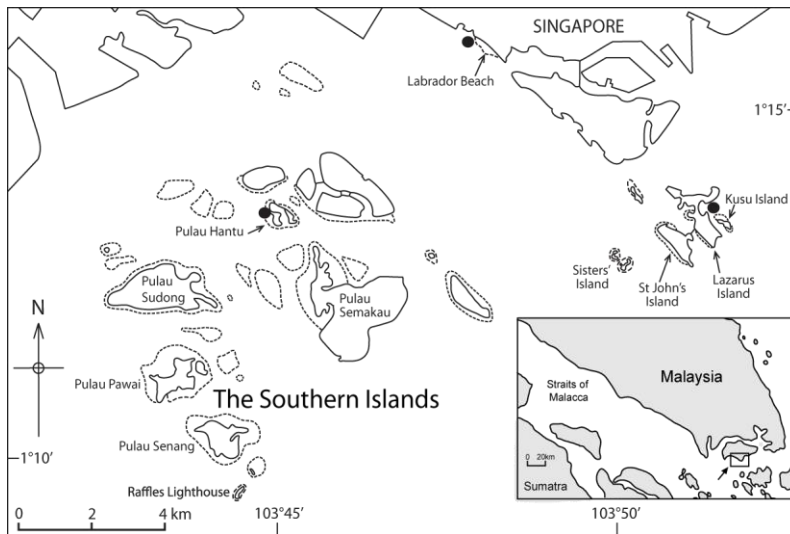 SINGAPORE
Labrador Beach
1°15′
Kusu Island
Pulau Hantu
Sisters'
Island
St John's
Island
Lazarus
Island
Pulau
Sudong
Pulau
Semakau
N
Pulau Pawai
The Southern Islands
Pulau Senang
1°10′
Raffles Lighthouse
0 2 4 km
103°45′
103°50′
Malaysia
Straits of
Malacca
0 20km
Sumatra